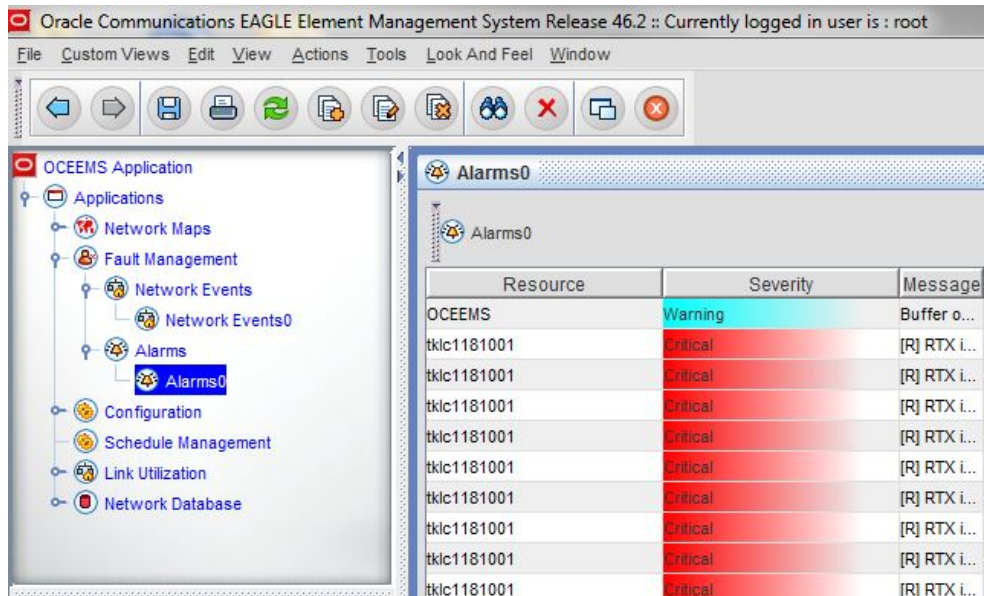 Oracle Communications EAGLE Element Management System Release 46.2 :: Currently logged in user is : root
File Custom Views Edit View Actions Tools Look And Feel Window
OCEEMS Application
Applications
Network Maps
Fault Management
Network Events
Network Events0
Alarms
Alarms0
Configuration
Schedule Management
Link Utilization
Network Database
Alarms0
Alarms0
Resource Severity Message
OCEEMS Warning Buffer o...
tklc1181001 Critical [R] RTX i...
tklc1181001 Critical [R] RTX i...
tklc1181001 Critical [R] RTX i...
tklc1181001 Critical [R] RTX i...
tklc1181001 Critical [R] RTX i...
tklc1181001 Critical [R] RTX i...
tklc1181001 Critical [R] RTX i...
tklc1181001 Critical [R] RTX i...
tklc1181001 Critical [R] RTX i...